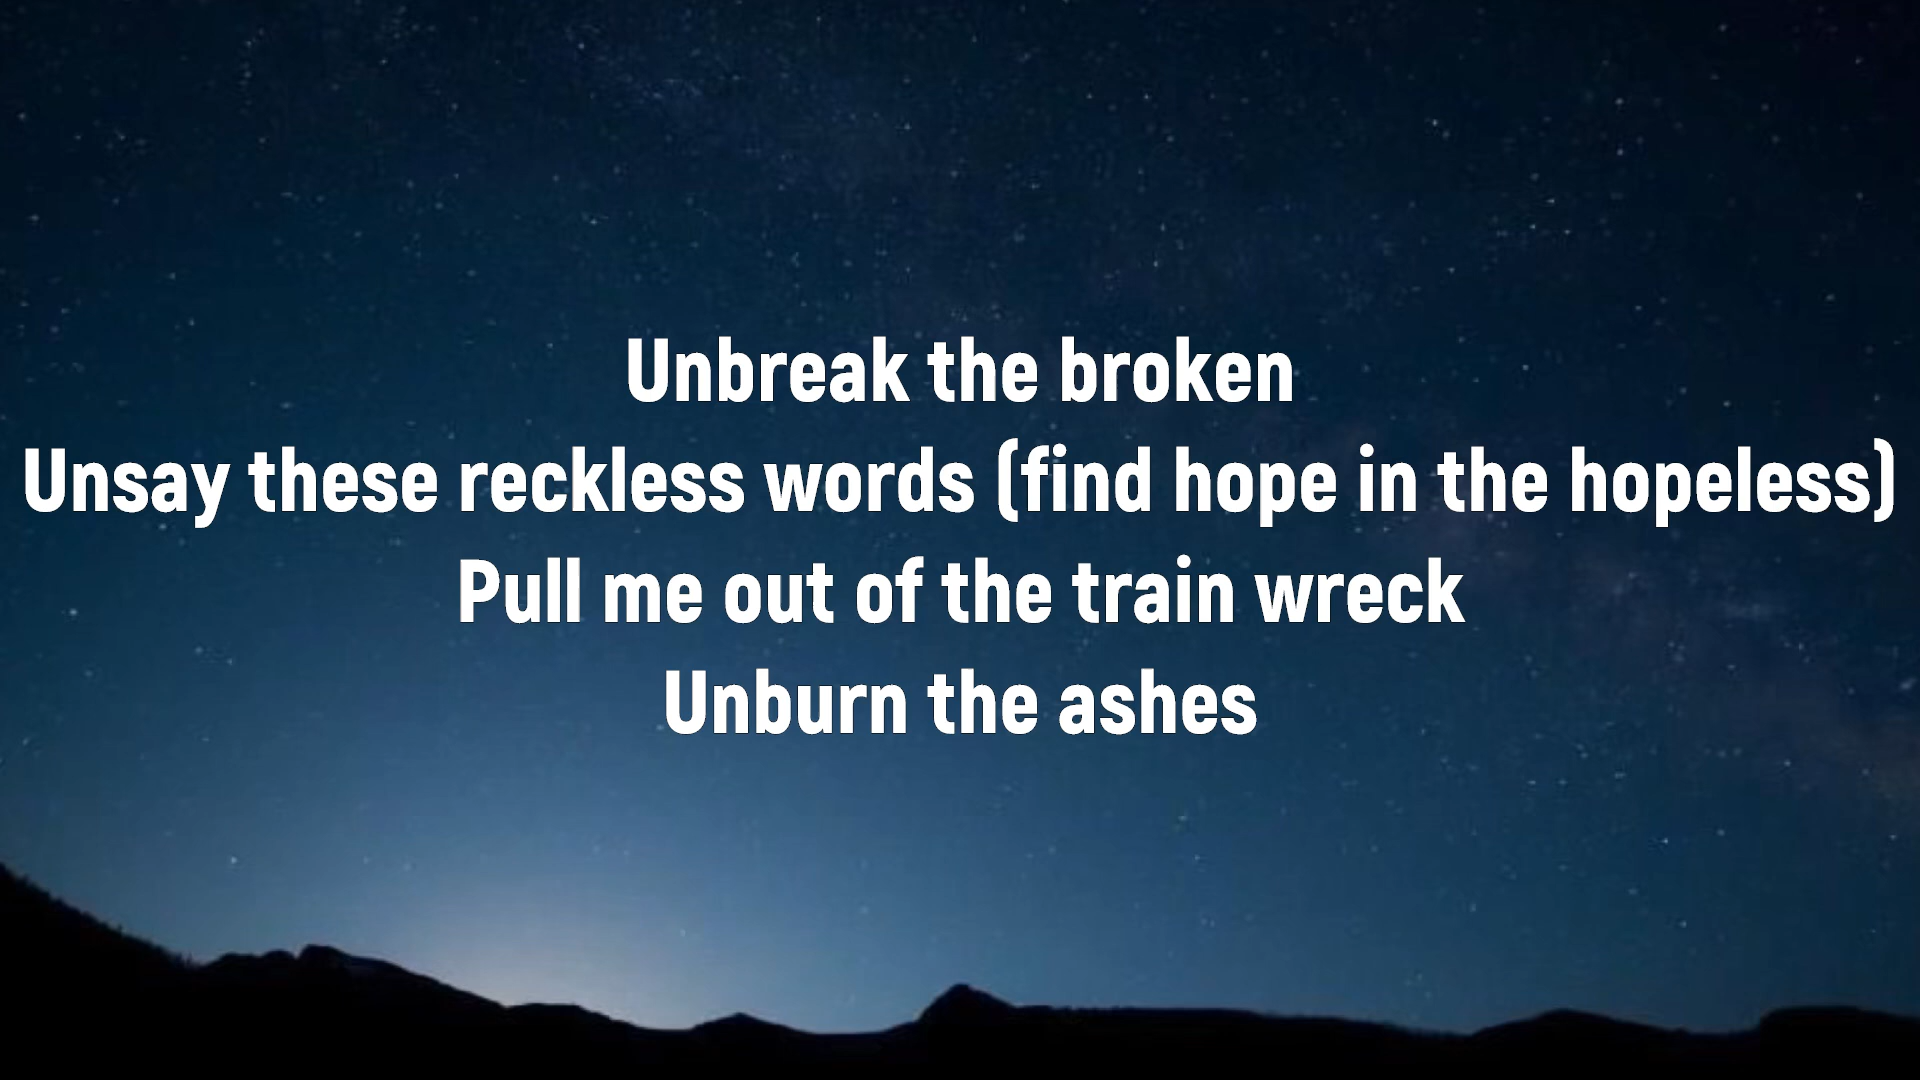 Unbreak the broken
Unsay these reckless words (find hope in the hopeless)
Pull me out of the train wreck
Unburn the ashes